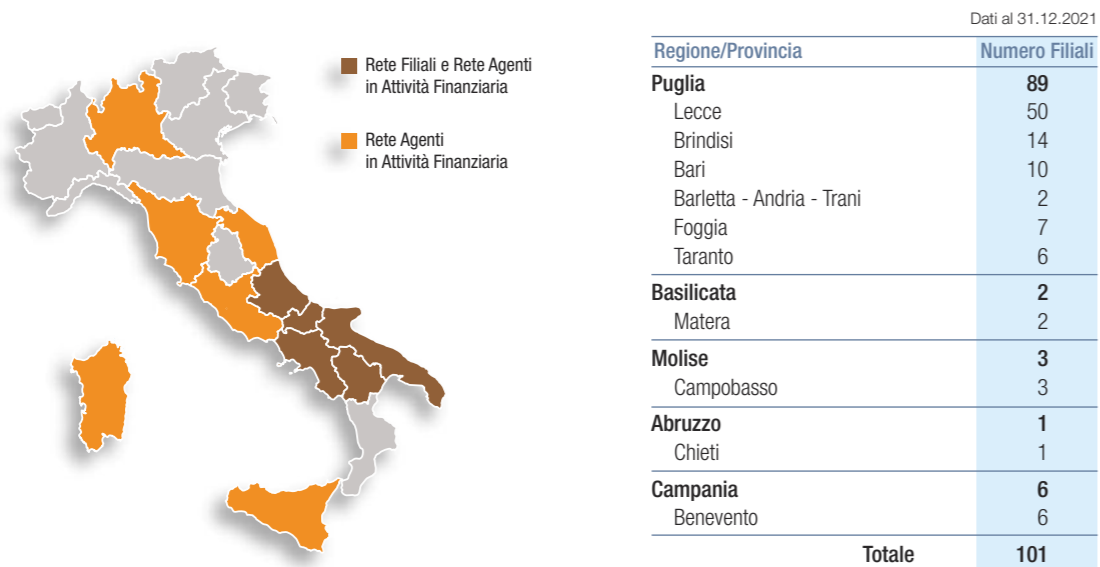 Dati al 31.12.2021
Rete Filiali e Rete Agenti
in Attività Finanziaria
Rete Agenti
in Attività Finanziaria
Regione/Provincia Numero Filiali
Puglia 89
Lecce 50
Brindisi 14
Bari 10
Barletta - Andria - Trani 2
Foggia 7
Taranto 6
Basilicata 2
Matera 2
Molise 3
Campobasso 3
Abruzzo 1
Chieti 1
Campania 6
Benevento 6
Totale 101